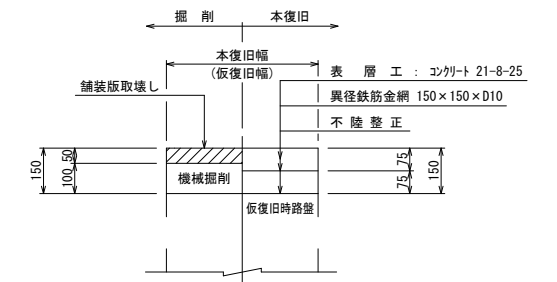 掘 削 本復旧
本復旧幅
(仮復旧幅)
表 層 工 : コンクリート 21-8-25
舗装版取壊し
異径鉄筋金網 150×150×D10
不 陸 整 正
150
50
100
機械掘削
仮復旧時路盤
75
75
150